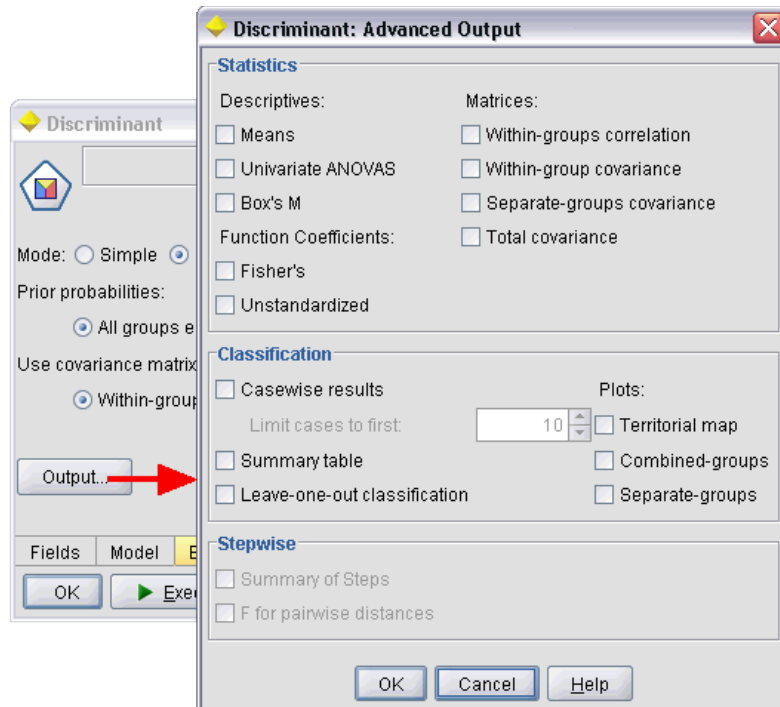 Discriminant: Advanced Output
Statistics
Descriptives:
Matrices:
Means
Within-groups correlation
Univariate ANOVAS
Within-group covariance
Box's M
Separate-groups covariance
Function Coefficients:
Total covariance
Fisher's
Unstandardized
Classification
Casewise results
Plots:
Limit cases to first: 10
Territorial map
Summary table
Combined-groups
Leave-one-out classification
Separate-groups
Stepwise
Summary of Steps
F for pairwise distances
OK Cancel Help
Discriminant
Mode: Simple
Prior probabilities:
All groups e
Use covariance matrix
Within-group
Output...
Fields Model E
OK Exe